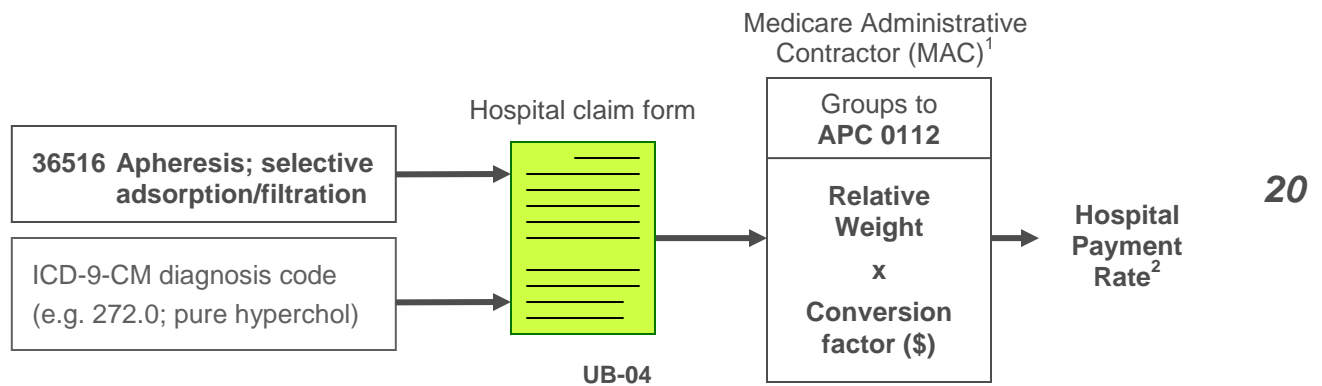 Medicare Administrative
Contractor (MAC)1
Hospital claim form
Groups to
APC 0112
36516 Apheresis; selective
adsorption/filtration
Relative
Weight
x
Conversion
factor ($)
Hospital
Payment
Rate2
20
ICD-9-CM diagnosis code
(e.g. 272.0; pure hyperchol)
UB-04